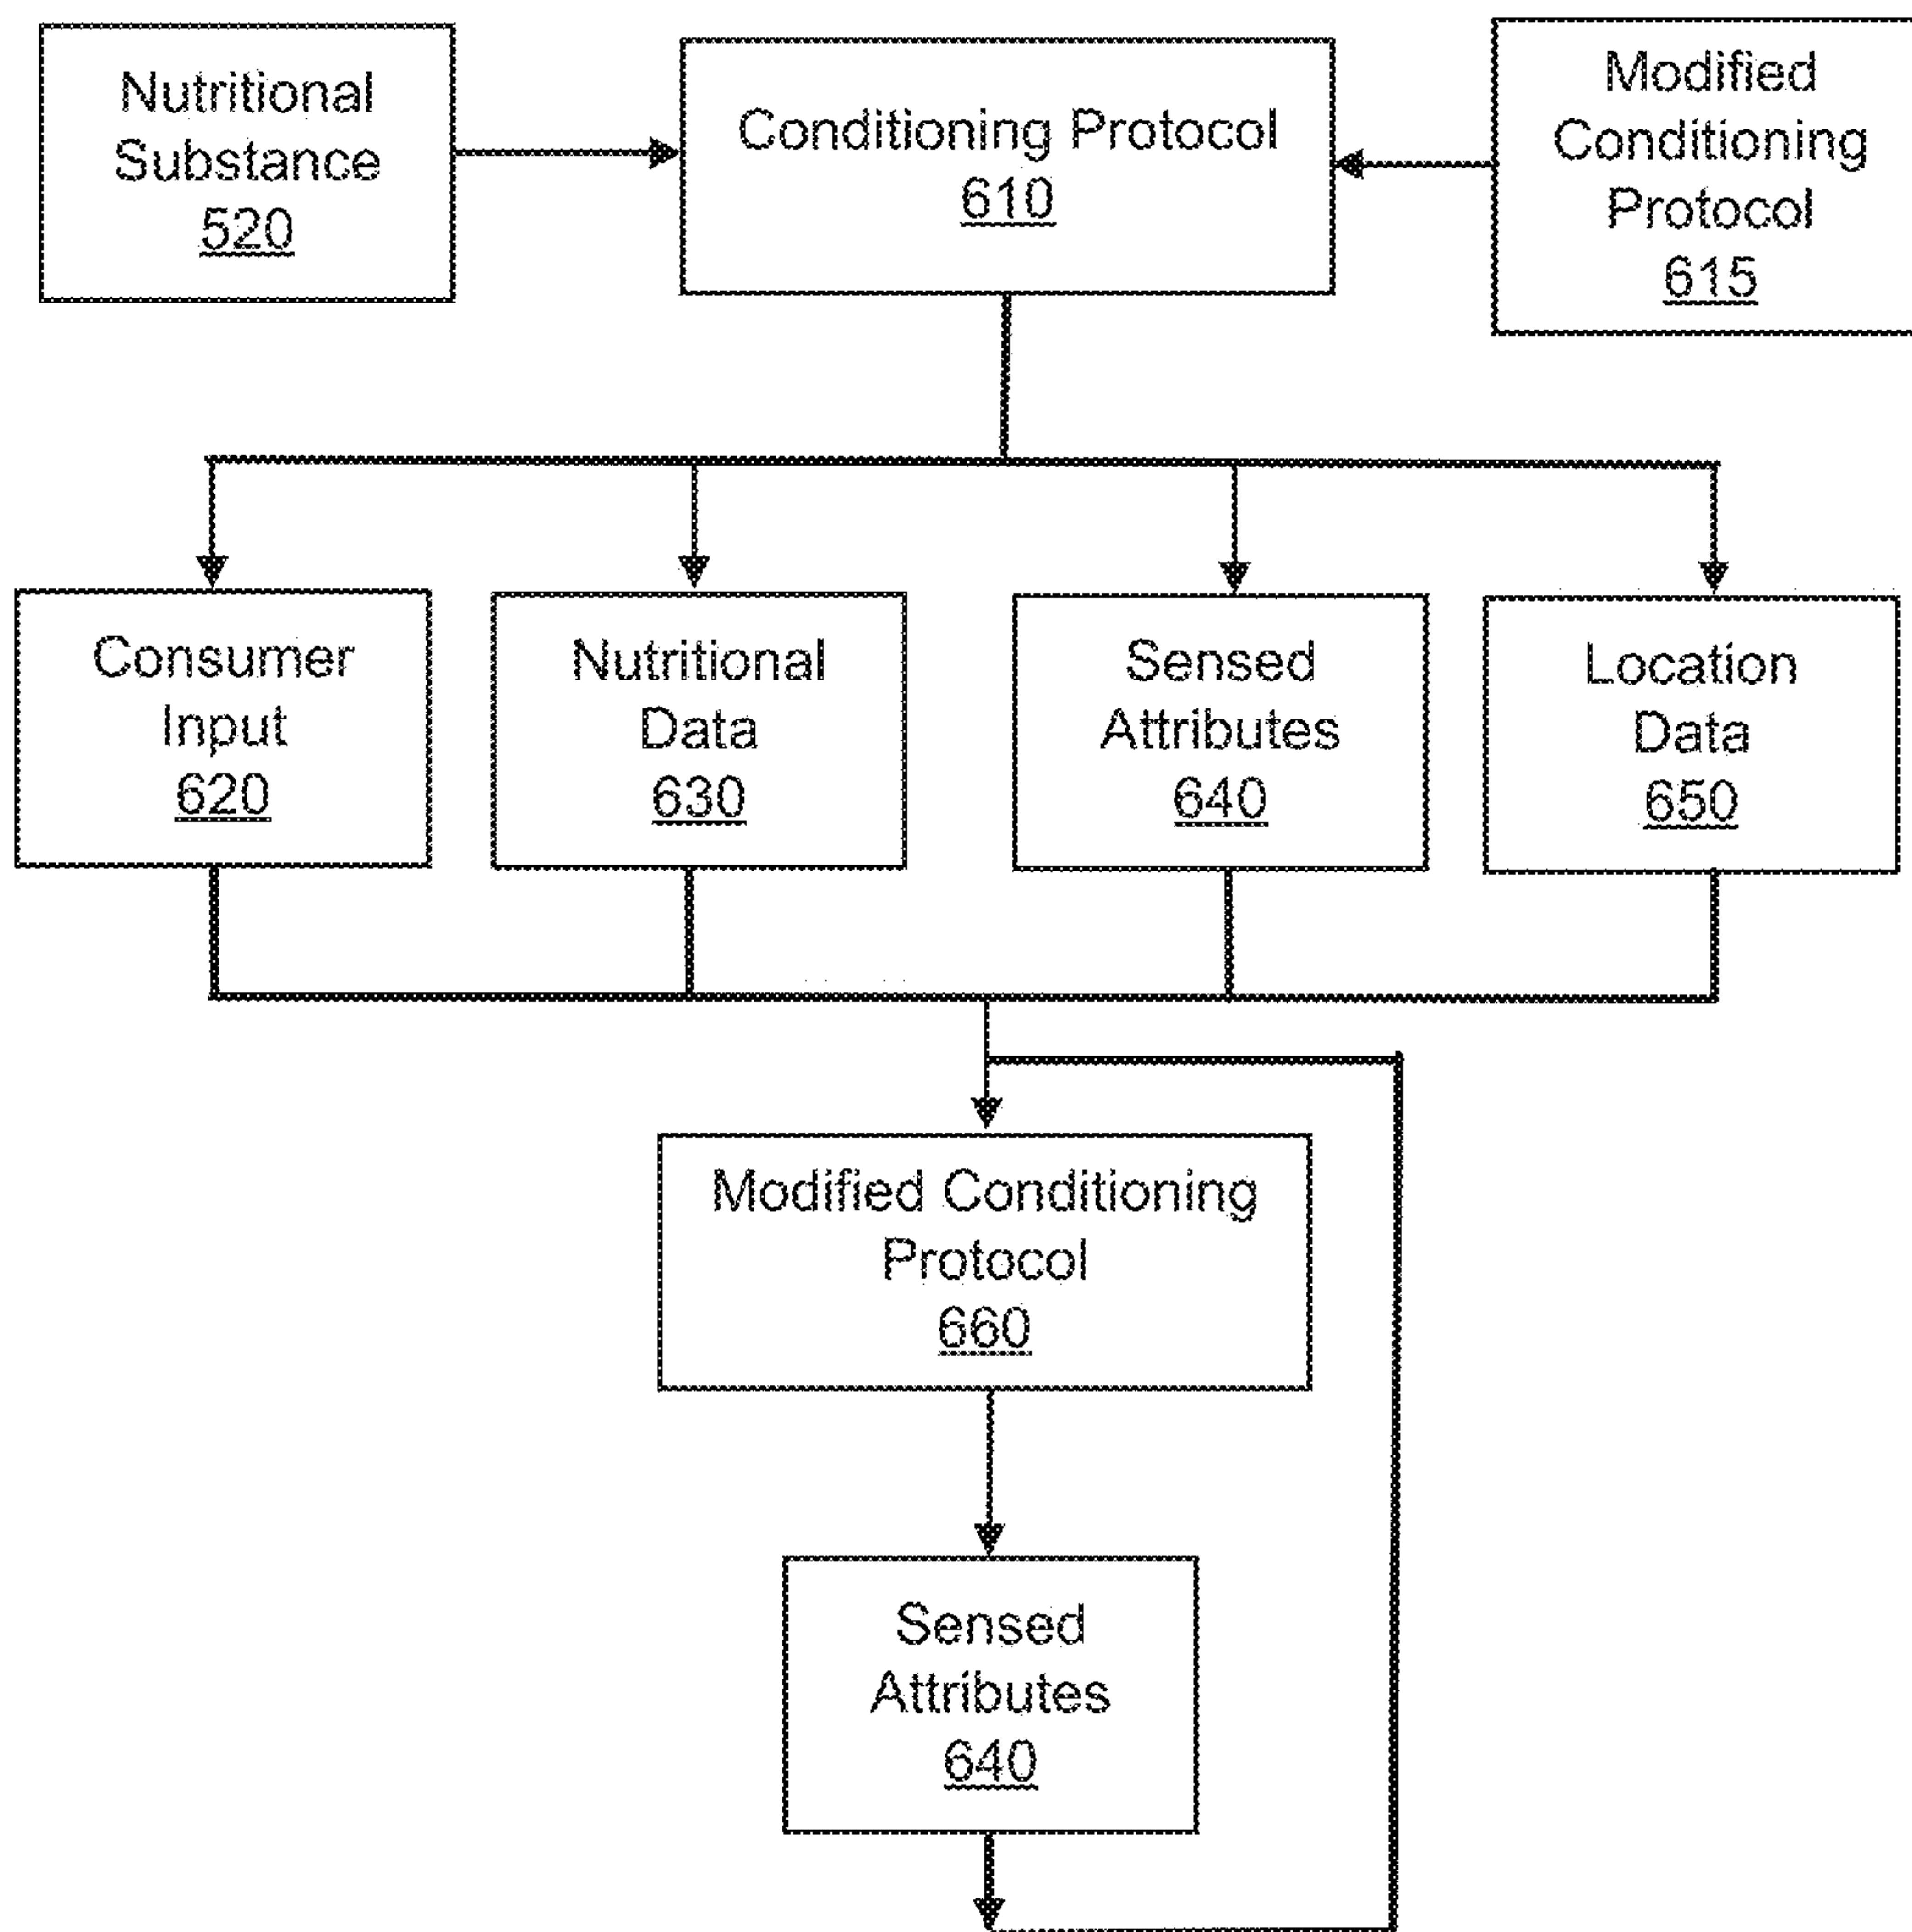 Nutritional
Substance
520
Conditioning Protocol
610
Modified
Conditioning
Protocol
615
Consumer
Input
620
Nutritional
Data
630
Sensed
Attributes
640
Location
Data
650
Modified Conditioning
Protocol
660
Sensed
Attributes
640